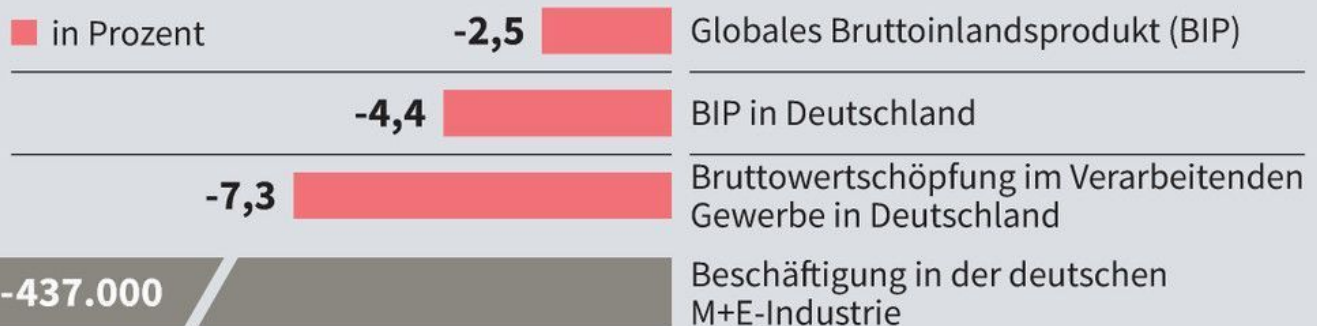 in Prozent
-2,5 Globales Bruttoinlandsprodukt (BIP)
-4,4 BIP in Deutschland
-7,3 Bruttowertschöpfung im Verarbeitenden
Gewerbe in Deutschland
-437.000 Beschäftigung in der deutschen
M+E-Industrie